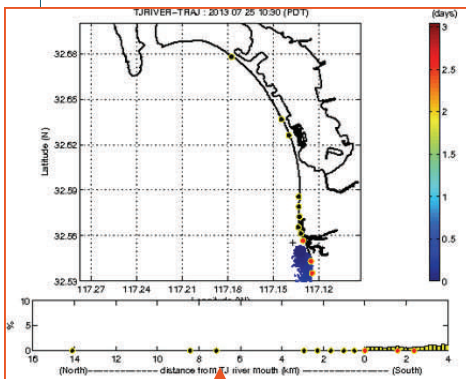 TJRIVER-TRAJ : 2013 07 25 10:30 (PDT)
(days)
32.68
32.65
32.62
32.59
32.55
32.53
Latitude (N)
117.27 117.24 117.21 117.18 117.15 117.12
3
2.5
2
1.5
1
0.5
0
10
5
0
%
16 14 12 10 8 6 4 2 0 2 4
(North)
distance from TJ river mouth (km)
(South)